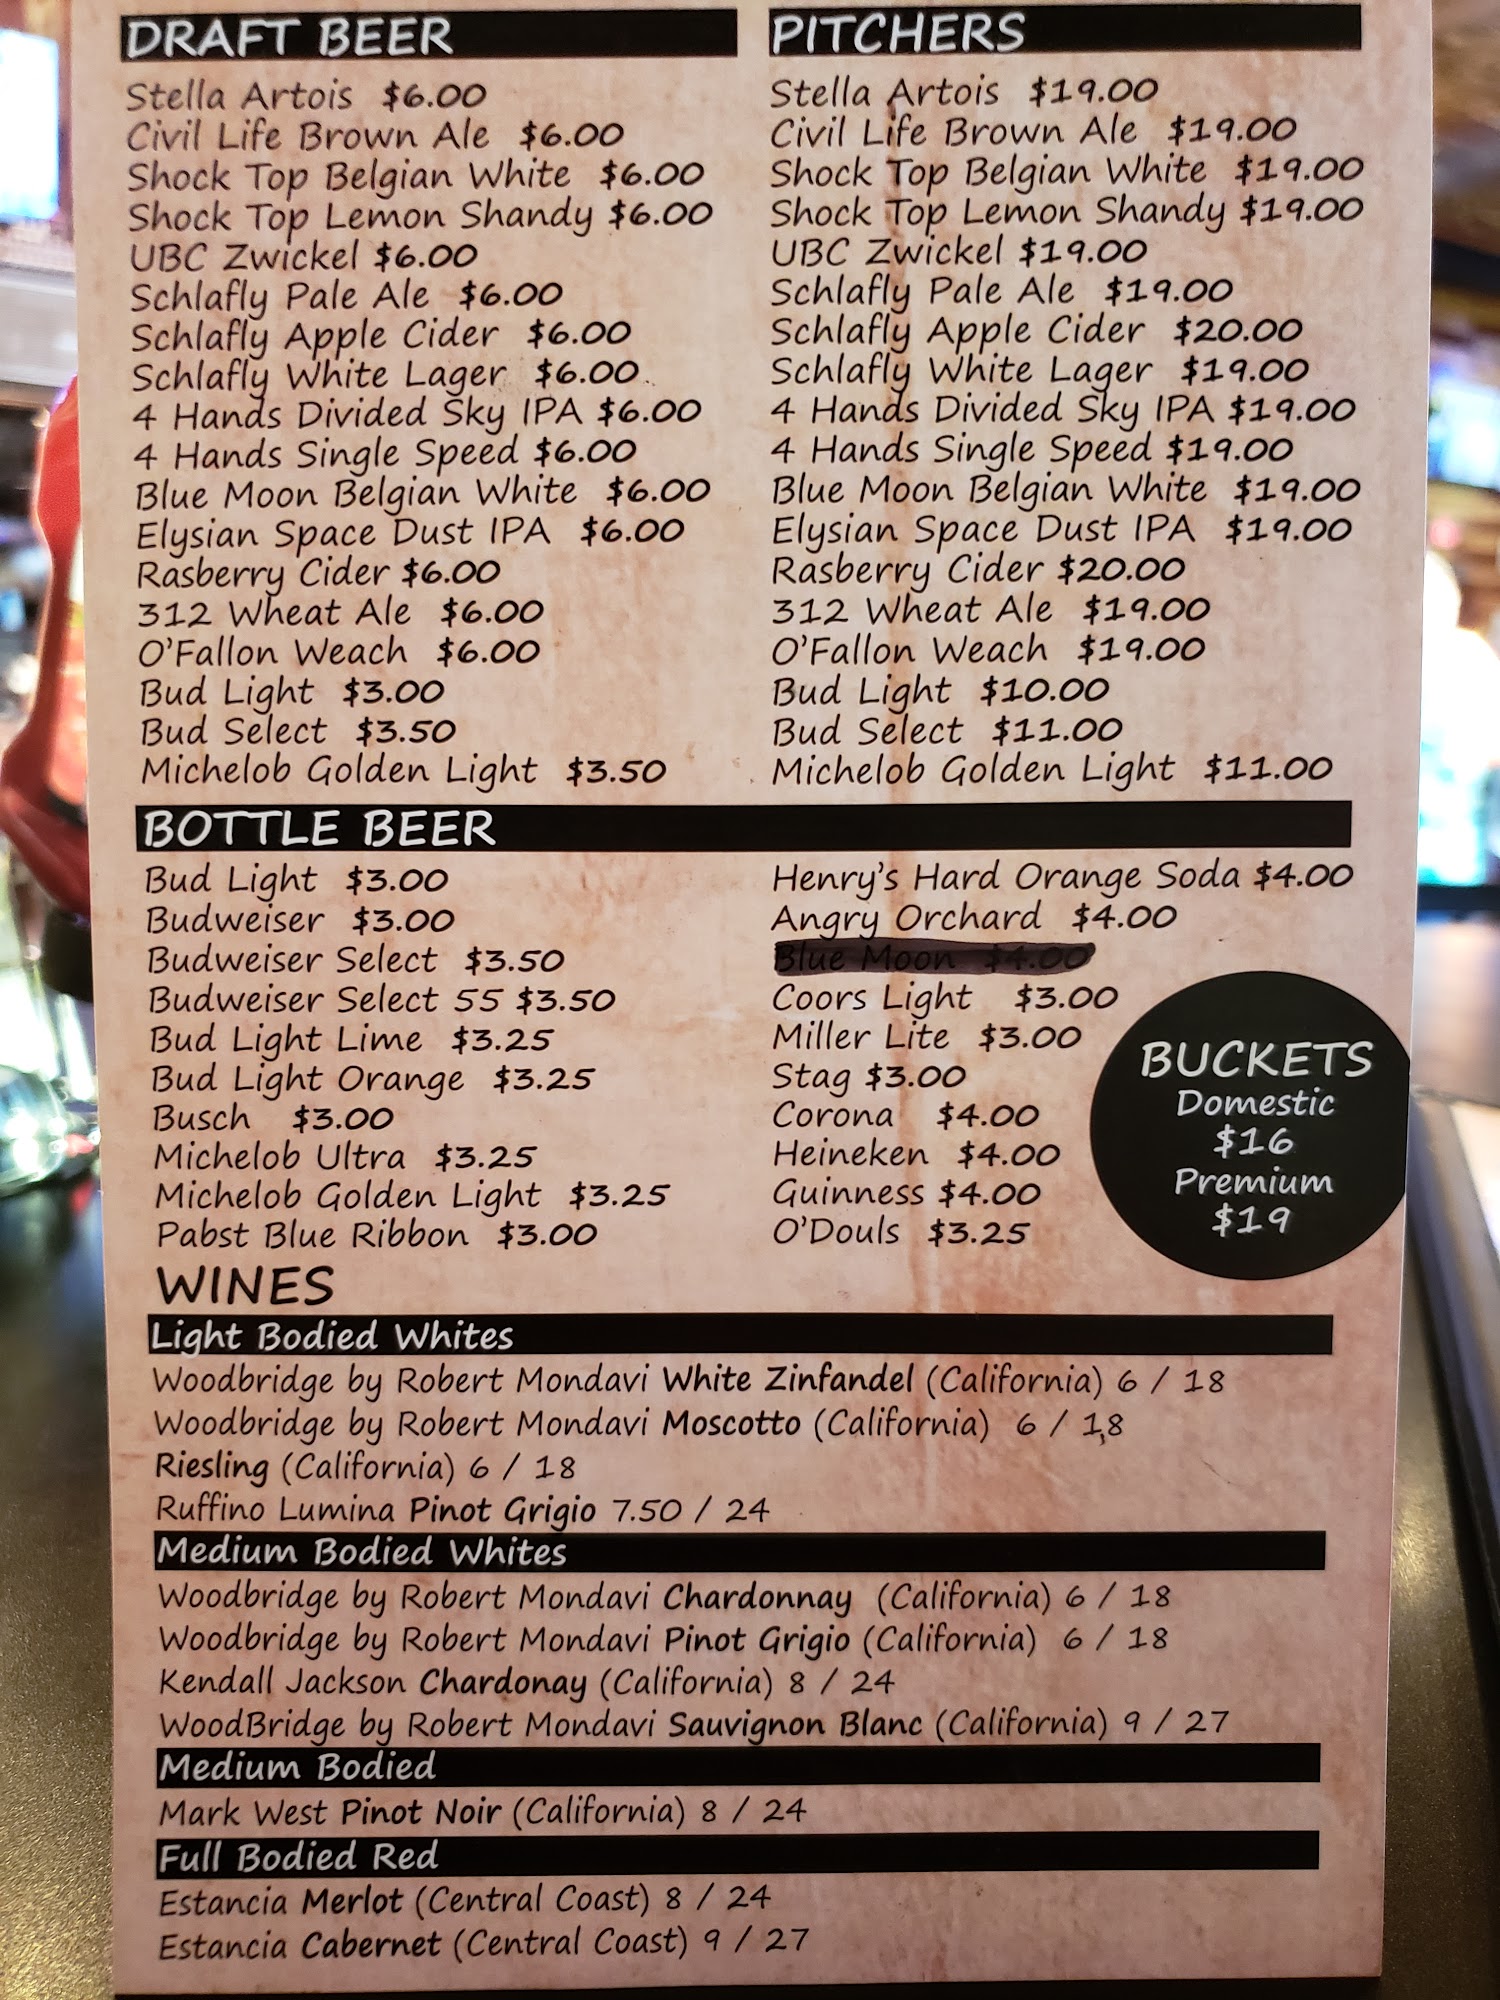 DRAFT BEER
Stella Artois $6.00
Civil Life Brown Ale $6.00
Shock Top Belgian White $6.00
Shock Top Lemon Shandy $6.00
UBC Zwickel $6.00
Schlafly Pale Ale $6.00
Schlafly Apple Cider $6.00
Schlafly White Lager $6.00
4 Hands Divided Sky IPA $6.00
4 Hands Single Speed $6.00
Blue Moon Belgian White $6.00
Elysian Space Dust IPA $6.00
Rasberry Cider $6.00
312 Wheat Ale $6.00
O'Fallon Weach $6.00
Bud Light $3.00
Bud Select $3.50
Michelob Golden Light $3.50
PITCHERS
Stella Artois $19.00
Civil Life Brown Ale $19.00
Shock Top Belgian White $19.00
Shock Top Lemon Shandy $19.00
UBC Zwickel $19.00
Schlafly Pale Ale $19.00
Schlafly Apple Cider $20.00
Schlafly White Lager $19.00
4 Hands Divided Sky IPA $19.00
4 Hands Single Speed $19.00
Blue Moon Belgian White $19.00
Elysian Space Dust IPA $19.00
Rasberry Cider $20.00
312 Wheat Ale $19.00
O'Fallon Weach $19.00
Bud Light $10.00
Bud Select $11.00
Michelob Golden Light $11.00
BOTTLE BEER
Bud Light $3.00
Budweiser $3.00
Budweiser Select $3.50
Budweiser Select 55 $3.50
Bud Light Lime $3.25
Bud Light Orange $3.25
Busch $3.00
Michelob Ultra $3.25
Michelob Golden Light $3.25
Pabst Blue Ribbon $3.00
Henry's Hard Orange Soda $4.00
Angry Orchard $4.00
Blue Moon $4.00
Coors Light $3.00
Miller Lite $3.00
Stag $3.00
Corona $4.00
Heineken $4.00
Guinness $4.00
O'Douls $3.25
BUCKETS
Domestic
$16
Premium
$19
WINES
Light Bodied Whites
Woodbridge by Robert Mondavi White Zinfandel (California) 6 / 18
Woodbridge by Robert Mondavi Moscotto (California) 6 / 18
Riesling (California) 6 / 18
Ruffino Lumina Pinot Grigio 7.50 / 24
Medium Bodied Whites
Woodbridge by Robert Mondavi Chardonnay (California) 6 / 18
Woodbridge by Robert Mondavi Pinot Grigio (California) 6 / 18
Kendall Jackson Chardonay (California) 8 / 24
WoodBridge by Robert Mondavi Sauvignon Blanc (California) 9 / 27
Medium Bodied
Mark West Pinot Noir (California) 8 / 24
Full Bodied Red
Estancia Merlot (Central Coast) 8 / 24
Estancia Cabernet (Central Coast) 9 / 27